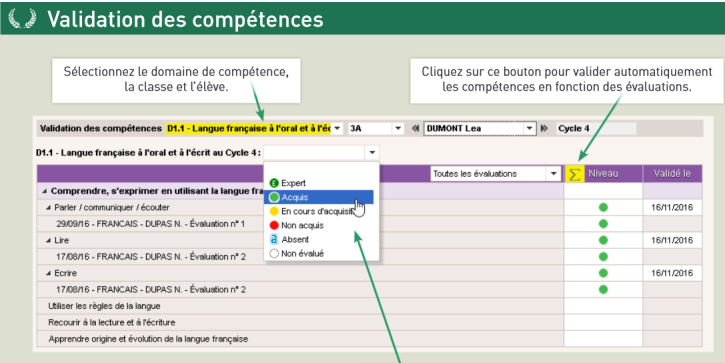 Validation des compétences
Sélectionnez le domaine de compétence,
la classe et l'élève.
Cliquez sur ce bouton pour valider automatiquement
les compétences en fonction des évaluations.
Validation des compétences D1.1 - Langue française à l'oral et à l'éc 3A DUMONT Lea Cycle 4
D1.1 - Langue française à l'oral et à l'écrit au Cycle 4 :
Toutes les évaluations Σ Niveau Validé le
Expert
Comprendre, s'exprimer en utilisant la langue fra
Acquis
Parler / communiquer / écouter 16/11/2016
En cours d'acquisit
29/09/16 - FRANCAIS - DUPAS N. - Évaluation n° 1
Non acquis
Lire 16/11/2016
a Absent
17/08/16 - FRANCAIS - DUPAS N. - Évaluation n° 2
Non évalué
Ecrire 16/11/2016
17/08/16 - FRANCAIS - DUPAS N. - Évaluation n° 2
Utiliser les règles de la langue
Recourir à la lecture et à l'écriture
Apprendre origine et évolution de la langue française